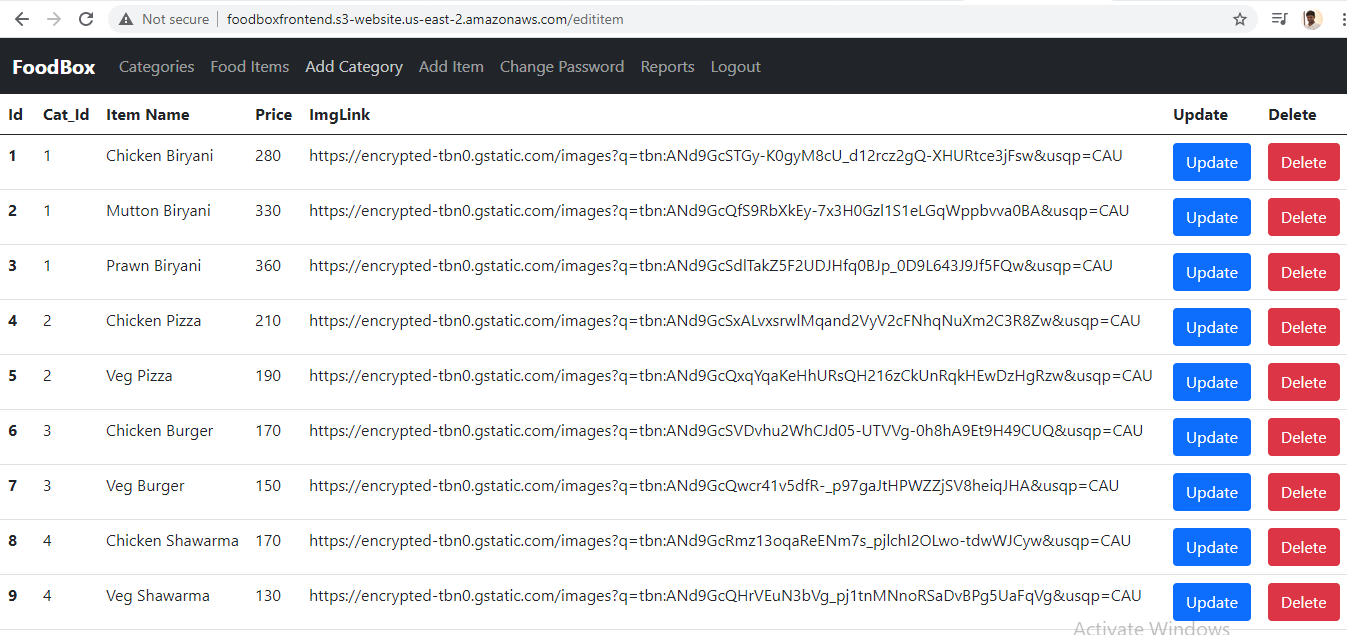 Not secure foodboxfrontend.s3-website.us-east-2.amazonaws.com/edititem
FoodBox Categories Food Items Add Category Add Item Change Password Reports Logout
Id Cat_Id Item Name Price ImgLink Update Delete
1 1 Chicken Biryani 280 https://encrypted-tbn0.gstatic.com/images?q=tbn:ANd9GcSTGy-K0gyM8cU_d12rcz2gQ-XHURtce3jFsw&usqp=CAU Update Delete
2 1 Mutton Biryani 330 https://encrypted-tbn0.gstatic.com/images?q=tbn:ANd9GcQfS9RbXkEy-7x3H0Gzl1S1eLGqWppbvva0BA&usqp=CAU Update Delete
3 1 Prawn Biryani 360 https://encrypted-tbn0.gstatic.com/images?q=tbn:ANd9GcSdlTakZ5F2UDJHfq0BJp_0D9L643J9Jf5FQw&usqp=CAU Update Delete
4 2 Chicken Pizza 210 https://encrypted-tbn0.gstatic.com/images?q=tbn:ANd9GcSxALvxsrwlMqand2VyV2cFNhqNuXm2C3R8Zw&usqp=CAU Update Delete
5 2 Veg Pizza 190 https://encrypted-tbn0.gstatic.com/images?q=tbn:ANd9GcQxqYqaKeHhURsQH216zCkUnRqkHEwDzHgRzw&usqp=CAU Update Delete
6 3 Chicken Burger 170 https://encrypted-tbn0.gstatic.com/images?q=tbn:ANd9GcSVDvhu2WhCJd05-UTVVg-0h8hA9Et9H49CUQ&usqp=CAU Update Delete
7 3 Veg Burger 150 https://encrypted-tbn0.gstatic.com/images?q=tbn:ANd9GcQwcr41v5dfR-_p97gaJtHPWZZjSV8heiqJHA&usqp=CAU Update Delete
8 4 Chicken Shawarma 170 https://encrypted-tbn0.gstatic.com/images?q=tbn:ANd9GcRmz13oqaReENm7s_pjlchI2OLwo-tdwWJCyw&usqp=CAU Update Delete
9 4 Veg Shawarma 130 https://encrypted-tbn0.gstatic.com/images?q=tbn:ANd9GcQHrVEuN3bVg_pj1tnMNnoRSaDvBPg5UaFqVg&usqp=CAU Update Delete
Activate Windows